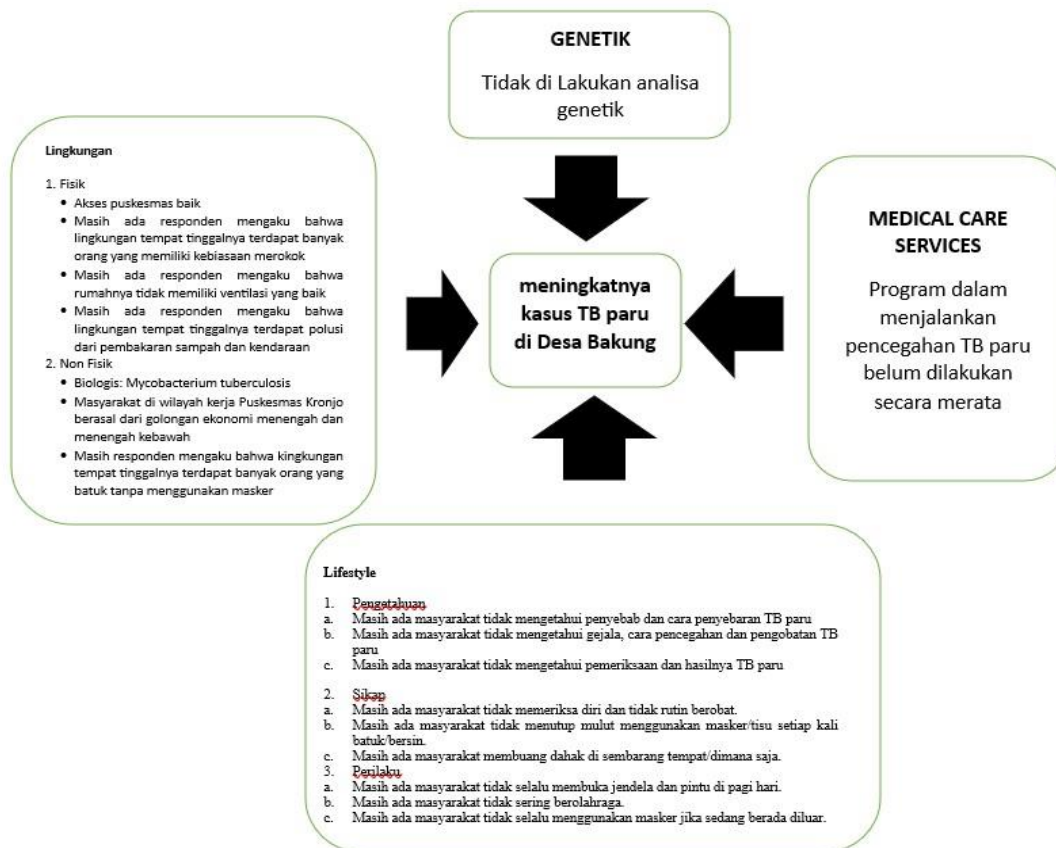 GENETIK
Tidak di Lakukan analisa
genetik
Lingkungan
1. Fisik
• Akses puskesmas baik
• Masih ada responden mengaku bahwa
lingkungan tempat tinggalnya terdapat banyak
orang yang memiliki kebiasaan merokok
• Masih ada responden mengaku bahwa
rumahnya tidak memiliki ventilasi yang baik
• Masih ada responden mengaku bahwa
lingkungan tempat tinggalnya terdapat polusi
dari pembakaran sampah dan kendaraan
2. Non Fisik
• Biologis: Mycobacterium tuberculosis
• Masyarakat di wilayah kerja Puskesmas Kronjo
berasal dari golongan ekonomi menengah dan
menengah kebawah
• Masih responden mengaku bahwa kingkungan
tempat tinggalnya terdapat banyak orang yang
batuk tanpa menggunakan masker
meningkatnya
kasus TB paru
di Desa Bakung
MEDICAL CARE
SERVICES
Program dalam
menjalankan
pencegahan TB paru
belum dilakukan
secara merata
Lifestyle
1. Pengetahuan
a. Masih ada masyarakat tidak mengetahui penyebab dan cara penyebaran TB paru
b. Masih ada masyarakat tidak mengetahui gejala, cara pencegahan dan pengobatan TB
paru
c. Masih ada masyarakat tidak mengetahui pemeriksaan dan hasilnya TB paru
2. Sikap
a. Masih ada masyarakat tidak memeriksa diri dan tidak rutin berobat.
b. Masih ada masyarakat tidak menutup mulut menggunakan masker/tisu setiap kali
batuk/bersin.
c. Masih ada masyarakat membuang dahak di sembarang tempat/dimana saja.
3. Perilaku
a. Masih ada masyarakat tidak selalu membuka jendela dan pintu di pagi hari.
b. Masih ada masyarakat tidak sering berolahraga.
c. Masih ada masyarakat tidak selalu menggunakan masker jika sedang berada diluar.